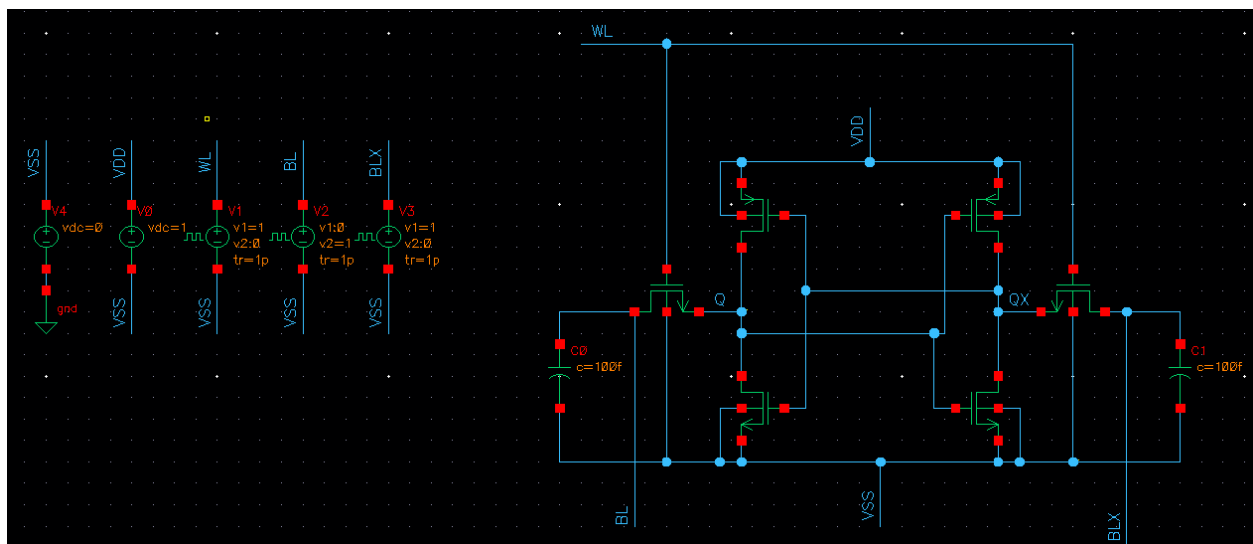 WL
VDD
VSS
VDD
WL
BL
BLX
V4
vdc=0
V0
vdc=1
V1
v1=1
v2:0
tr=1p
V2
v1:0
v2=1
tr=1p
V3
v1=1
v2:0
tr=1p
gnd
VSS
VSS
VSS
VSS
Q
QX
C0
c=100f
C1
c=100f
BL
VSS
BLX